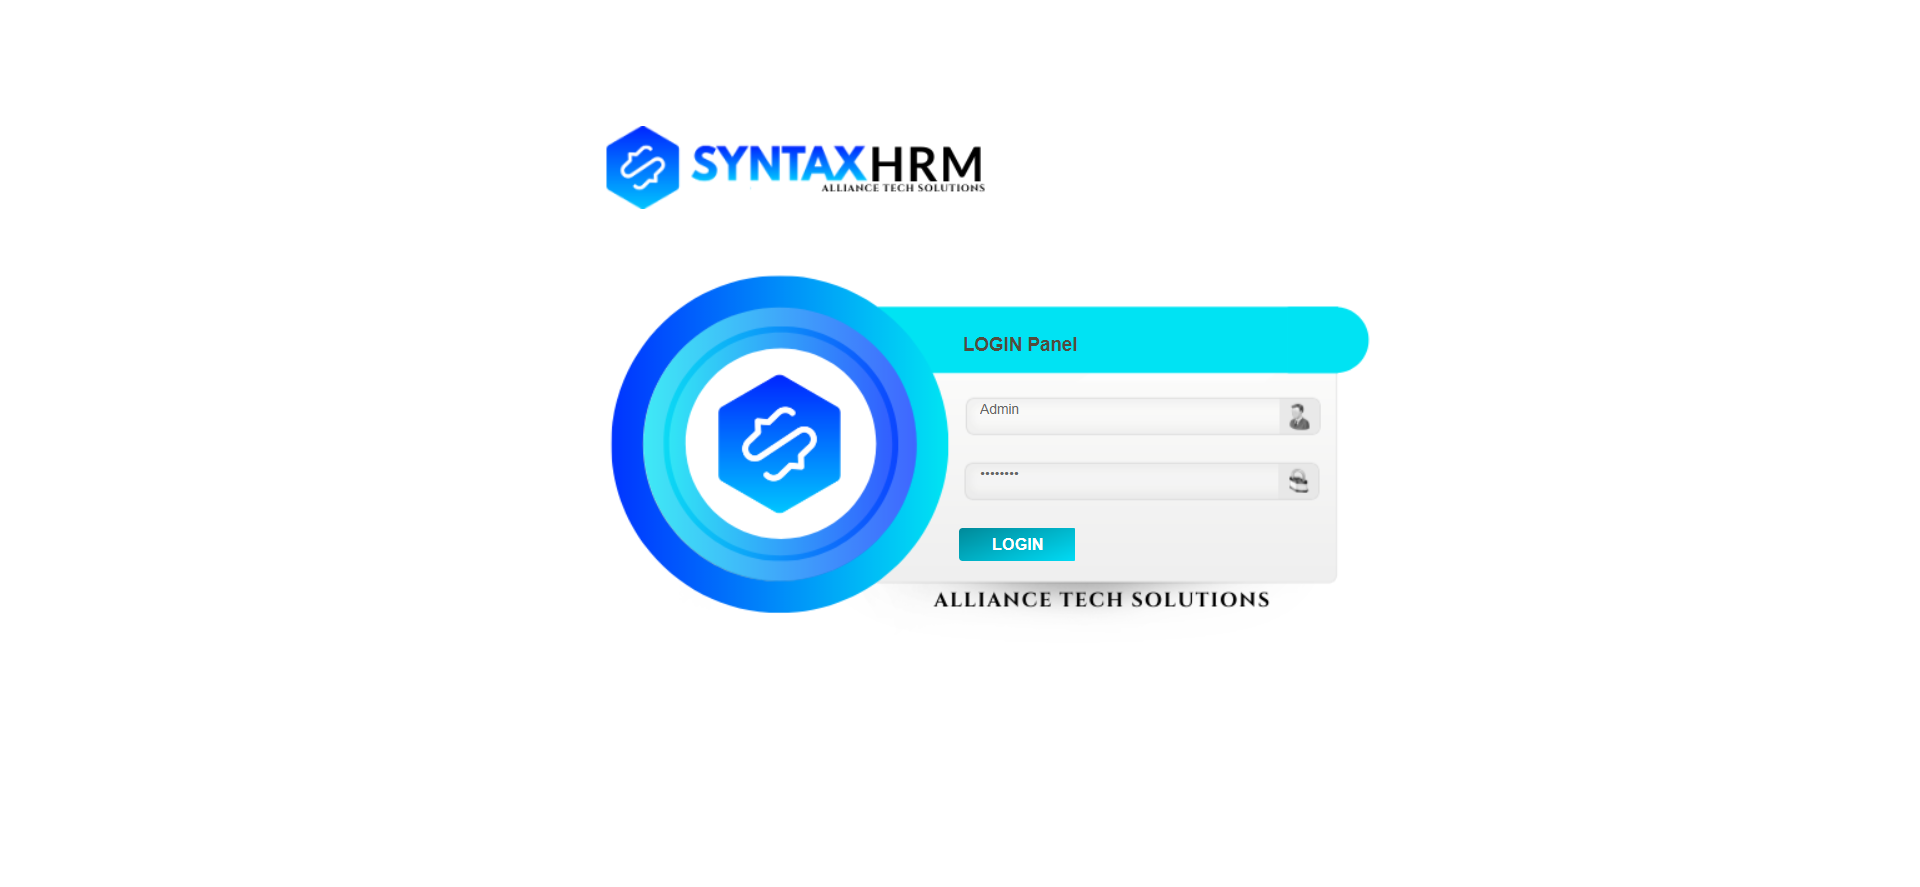 SYNTAXHRM
ALLIANCE TECH SOLUTIONS
LOGIN Panel
Admin
••••••••
LOGIN
ALLIANCE TECH SOLUTIONS